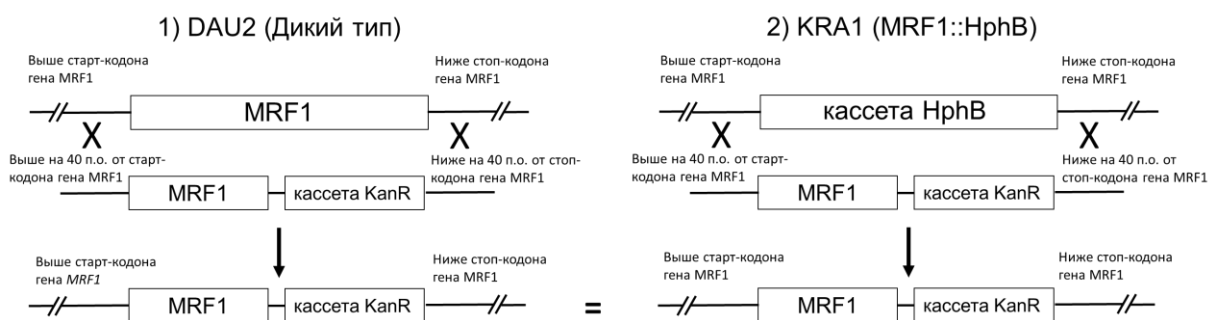 1) DAU2 (Дикий тип)
2) KRA1 (MRF1::HphB)
Выше старт-кодона
гена MRF1
Ниже стоп-кодона
гена MRF1
Выше старт-кодона
гена MRF1
Ниже стоп-кодона
гена MRF1
MRF1
кассета HphB
X
X
X
X
Выше на 40 п.о. от старт-
кодона гена MRF1
Ниже на 40 п.о. от стоп-
кодона гена MRF1
Выше на 40 п.о. от старт-
кодона гена MRF1
Ниже на 40 п.о. от
стоп-кодона гена MRF1
MRF1
кассета KanR
MRF1
кассета KanR
Выше старт-кодона
гена MRF1
Ниже стоп-кодона
гена MRF1
Выше старт-кодона
гена MRF1
Ниже стоп-кодона
гена MRF1
MRF1
кассета KanR
=
MRF1
кассета KanR